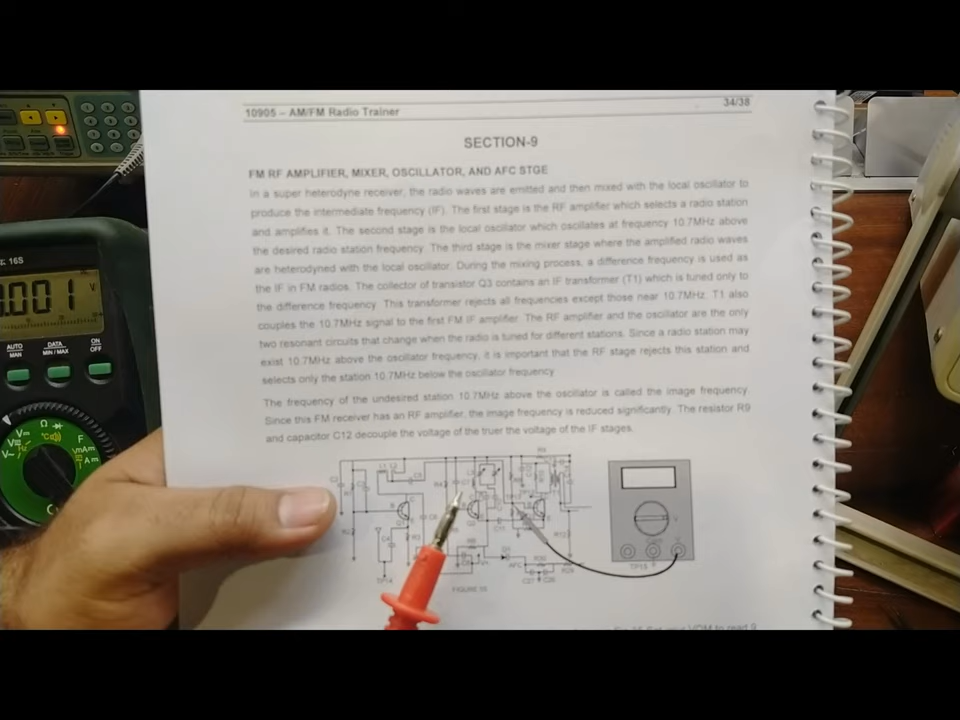 10905 – AM/FM Radio Trainer
34/38
SECTION-9
FM RF AMPLIFIER, MIXER, OSCILLATOR, AND AFC STGE
In a super heterodyne receiver, the radio waves are emitted and then mixed with the local oscillator to
produce the intermediate frequency (IF). The first stage is the RF amplifier which selects a radio station
and amplifies it. The second stage is the local oscillator which oscillates at frequency 10.7MHz above
the desired radio station frequency. The third stage is the mixer stage where the amplified radio waves
are heterodyned with the local oscillator. During the mixing process, a difference frequency is used as
the IF in FM radios. The collector of transistor Q3 contains an IF transformer (T1) which is tuned only to
the difference frequency. This transformer rejects all frequencies except those near 10.7MHz. T1 also
couples the 10.7MHz signal to the first FM IF amplifier. The RF amplifier and the oscillator are the only
two resonant circuits that change when the radio is tuned for different stations. Since a radio station may
exist 10.7MHz above the oscillator frequency, it is important that the RF stage rejects this station and
selects only the station 10.7MHz below the oscillator frequency
The frequency of the undesired station 10.7MHz above the oscillator is called the image frequency.
Since this FM receiver has an RF amplifier, the image frequency is reduced significantly. The resistor R9
and capacitor C12 decouple the voltage of the truer the voltage of the IF stages.
TP14
AFC
TP15
VOM to read 9
16S
0.001 V
AUTO
MAN
DATA
MIN / MAX
ON
OFF